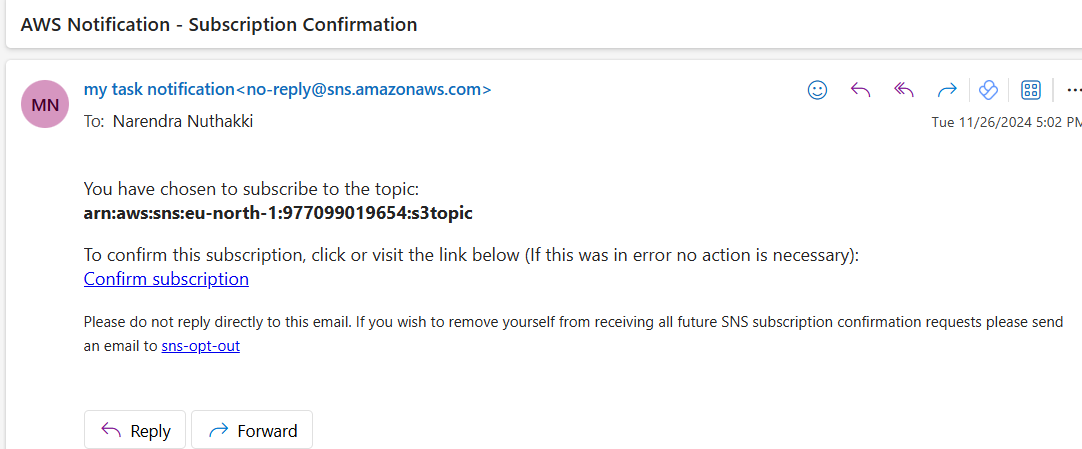 AWS Notification - Subscription Confirmation
MN
my task notification<no-reply@sns.amazonaws.com>
To: Narendra Nuthakki
Tue 11/26/2024 5:02 PM
You have chosen to subscribe to the topic:
arn:aws:sns:eu-north-1:977099019654:s3topic
To confirm this subscription, click or visit the link below (If this was in error no action is necessary):
Confirm subscription
Please do not reply directly to this email. If you wish to remove yourself from receiving all future SNS subscription confirmation requests please send
an email to sns-opt-out
Reply
Forward